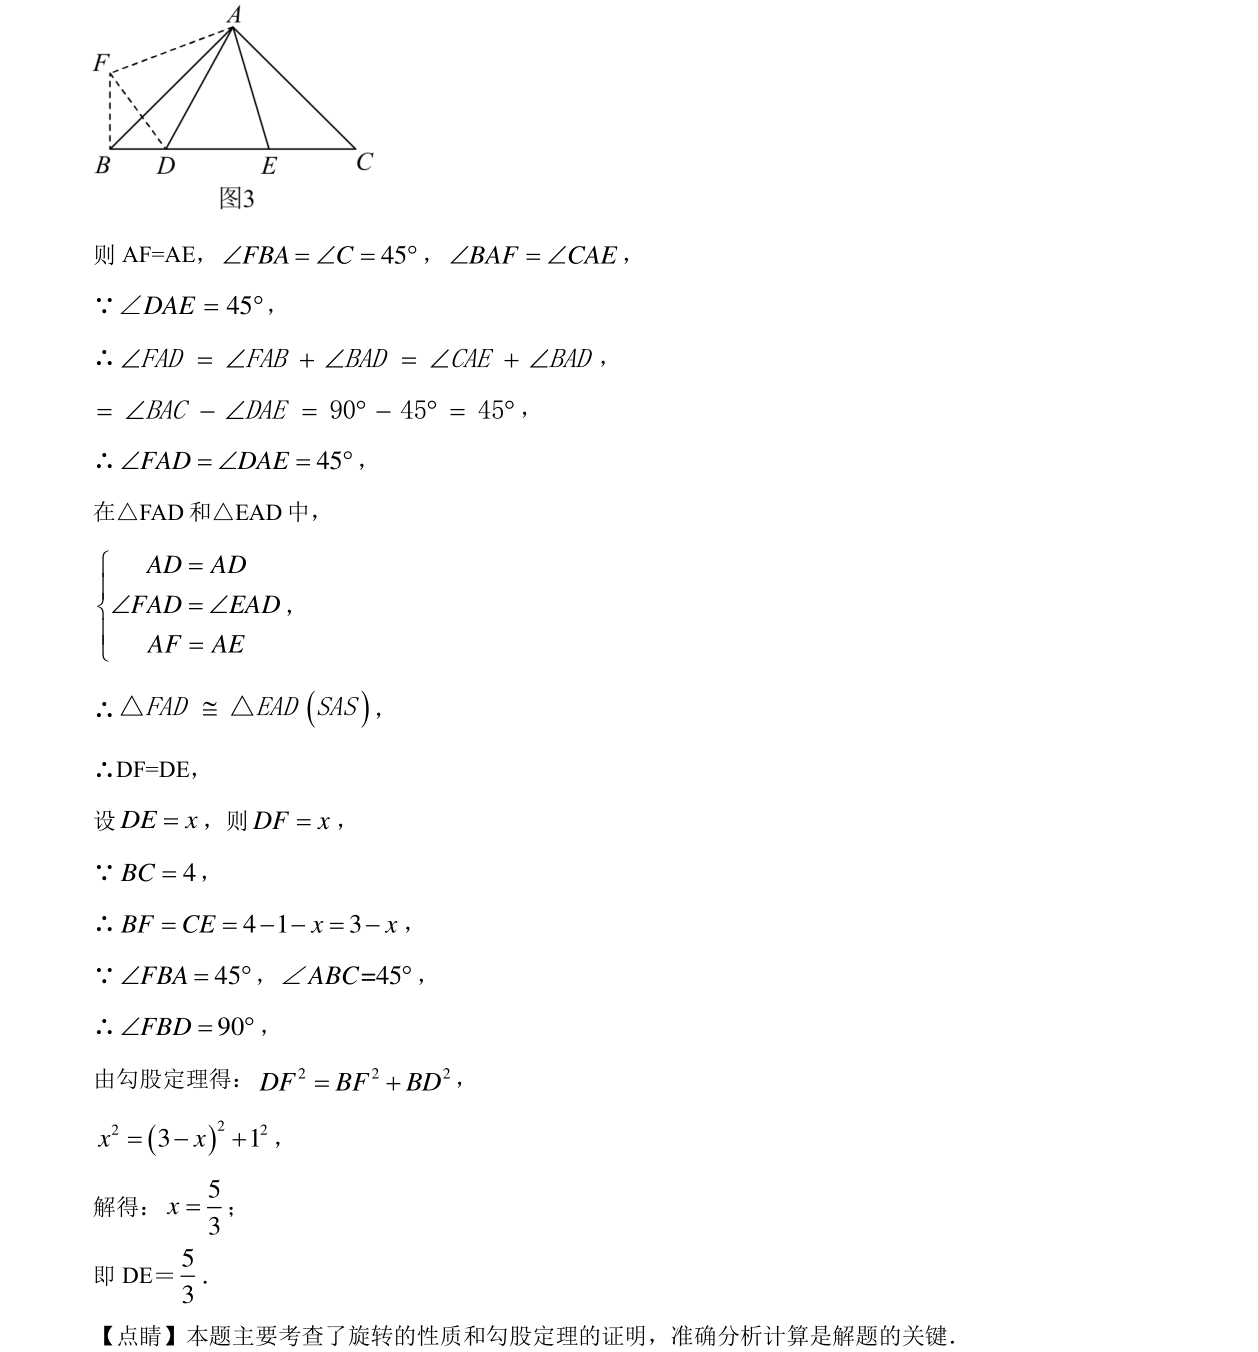 A
F
B D E C
图3
则 AF=AE，∠FBA = ∠C = 45°，∠BAF = ∠CAE，
∵∠DAE = 45°，
∴∠FAD = ∠FAB + ∠BAD = ∠CAE + ∠BAD，
= ∠BAC − ∠DAE = 90° − 45° = 45°，
∴∠FAD = ∠DAE = 45°，
在△FAD 和△EAD 中，
AD = AD
{∠FAD = ∠EAD，
AF = AE
∴△FAD ≅ △EAD (SAS)，
∴DF=DE，
设 DE = x，则 DF = x，
∵BC = 4，
∴BF = CE = 4−1−x = 3−x，
∵∠FBA = 45°，∠ABC=45°，
∴∠FBD = 90°，
由勾股定理得：DF² = BF² + BD²，
x² = (3−x)² + 1²，
解得：x = 5/3；
即 DE＝5/3．
【点睛】本题主要考查了旋转的性质和勾股定理的证明，准确分析计算是解题的关键．